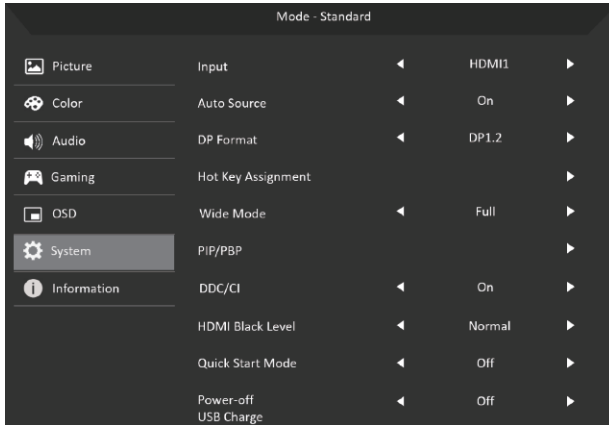 Mode - Standard
Picture
Color
Audio
Gaming
OSD
System
Information
Input HDMI1
Auto Source On
DP Format DP1.2
Hot Key Assignment
Wide Mode Full
PIP/PBP
DDC/CI On
HDMI Black Level Normal
Quick Start Mode Off
Power-off Off
USB Charge